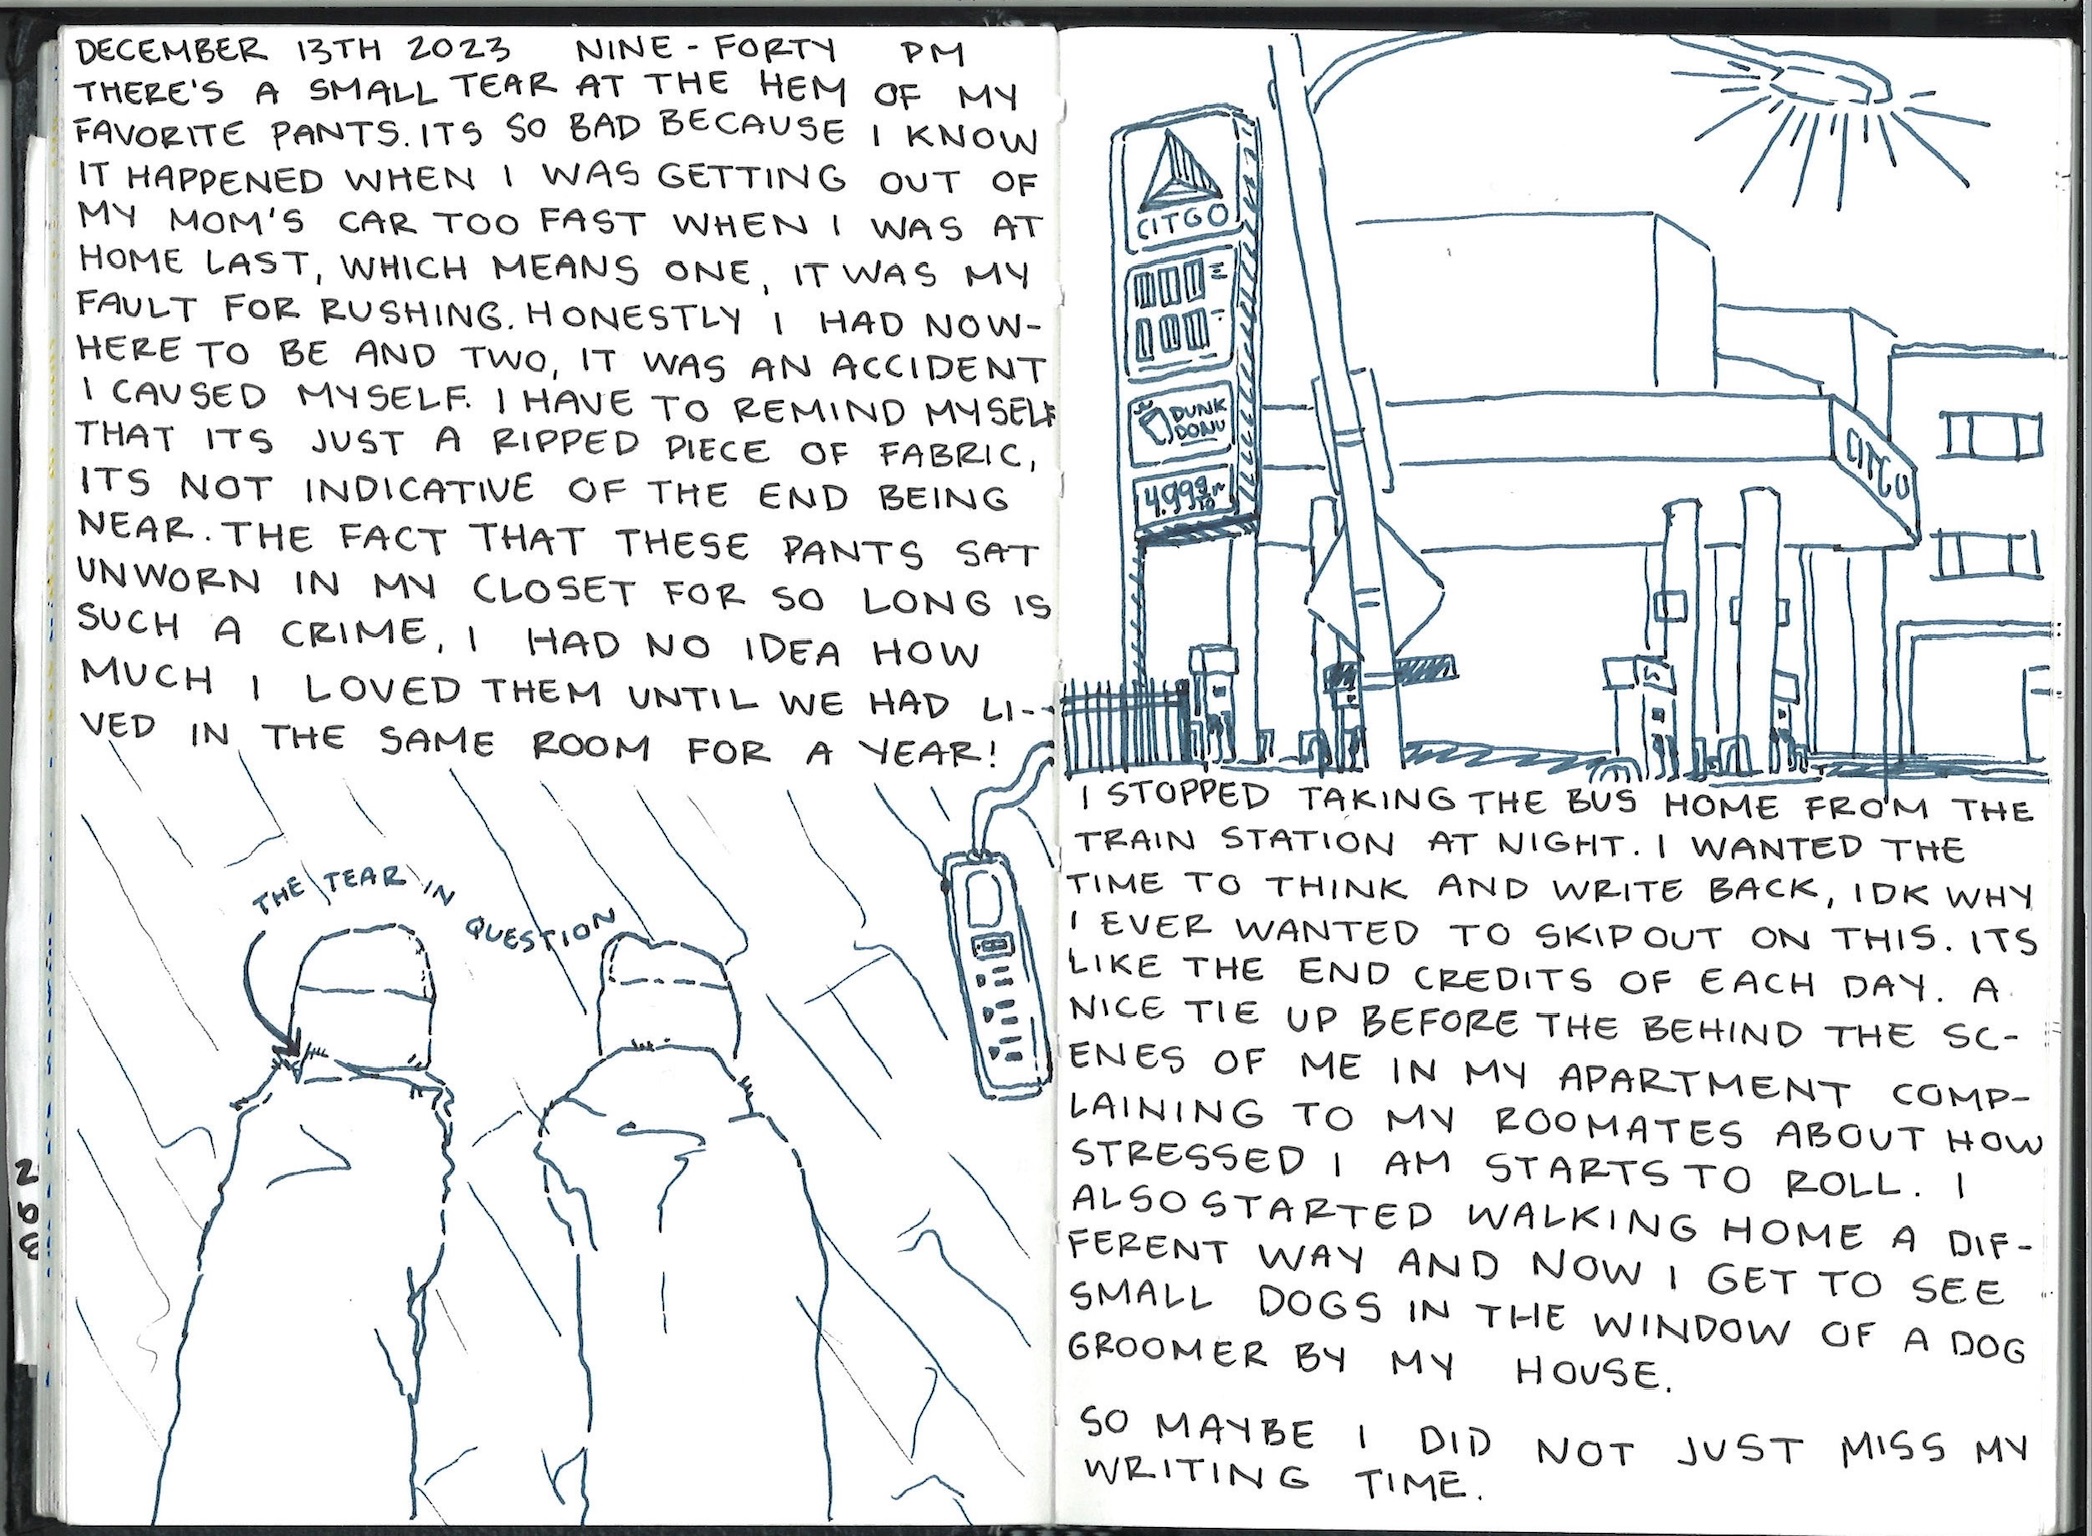 DECEMBER 13TH 2023 NINE-FORTY PM
THERE'S A SMALL TEAR AT THE HEM OF MY
FAVORITE PANTS. ITS SO BAD BECAUSE I KNOW
IT HAPPENED WHEN I WAS GETTING OUT OF
MY MOM'S CAR TOO FAST WHEN I WAS AT
HOME LAST, WHICH MEANS ONE, IT WAS MY
FAULT FOR RUSHING. HONESTLY I HAD NOW-
HERE TO BE AND TWO, IT WAS AN ACCIDENT
I CAUSED MYSELF. I HAVE TO REMIND MYSELF
THAT ITS JUST A RIPPED PIECE OF FABRIC,
ITS NOT INDICATIVE OF THE END BEING
NEAR. THE FACT THAT THESE PANTS SAT
UNWORN IN MY CLOSET FOR SO LONG IS
SUCH A CRIME, I HAD NO IDEA HOW
MUCH I LOVED THEM UNTIL WE HAD LI-
VED IN THE SAME ROOM FOR A YEAR!
THE TEAR IN
QUESTION
CITGO
DUNK
DONU
4.99
CITGO
I STOPPED TAKING THE BUS HOME FROM THE
TRAIN STATION AT NIGHT. I WANTED THE
TIME TO THINK AND WRITE BACK, IDK WHY
I EVER WANTED TO SKIP OUT ON THIS. ITS
LIKE THE END CREDITS OF EACH DAY. A
NICE TIE UP BEFORE THE BEHIND THE SC-
ENES OF ME IN MY APARTMENT COMP-
LAINING TO MY ROOMATES ABOUT HOW
STRESSED I AM STARTS TO ROLL. I
ALSO STARTED WALKING HOME A DIF-
FERENT WAY AND NOW I GET TO SEE
SMALL DOGS IN THE WINDOW OF A DOG
GROOMER BY MY HOUSE.
SO MAYBE I DID NOT JUST MISS MY
WRITING TIME.